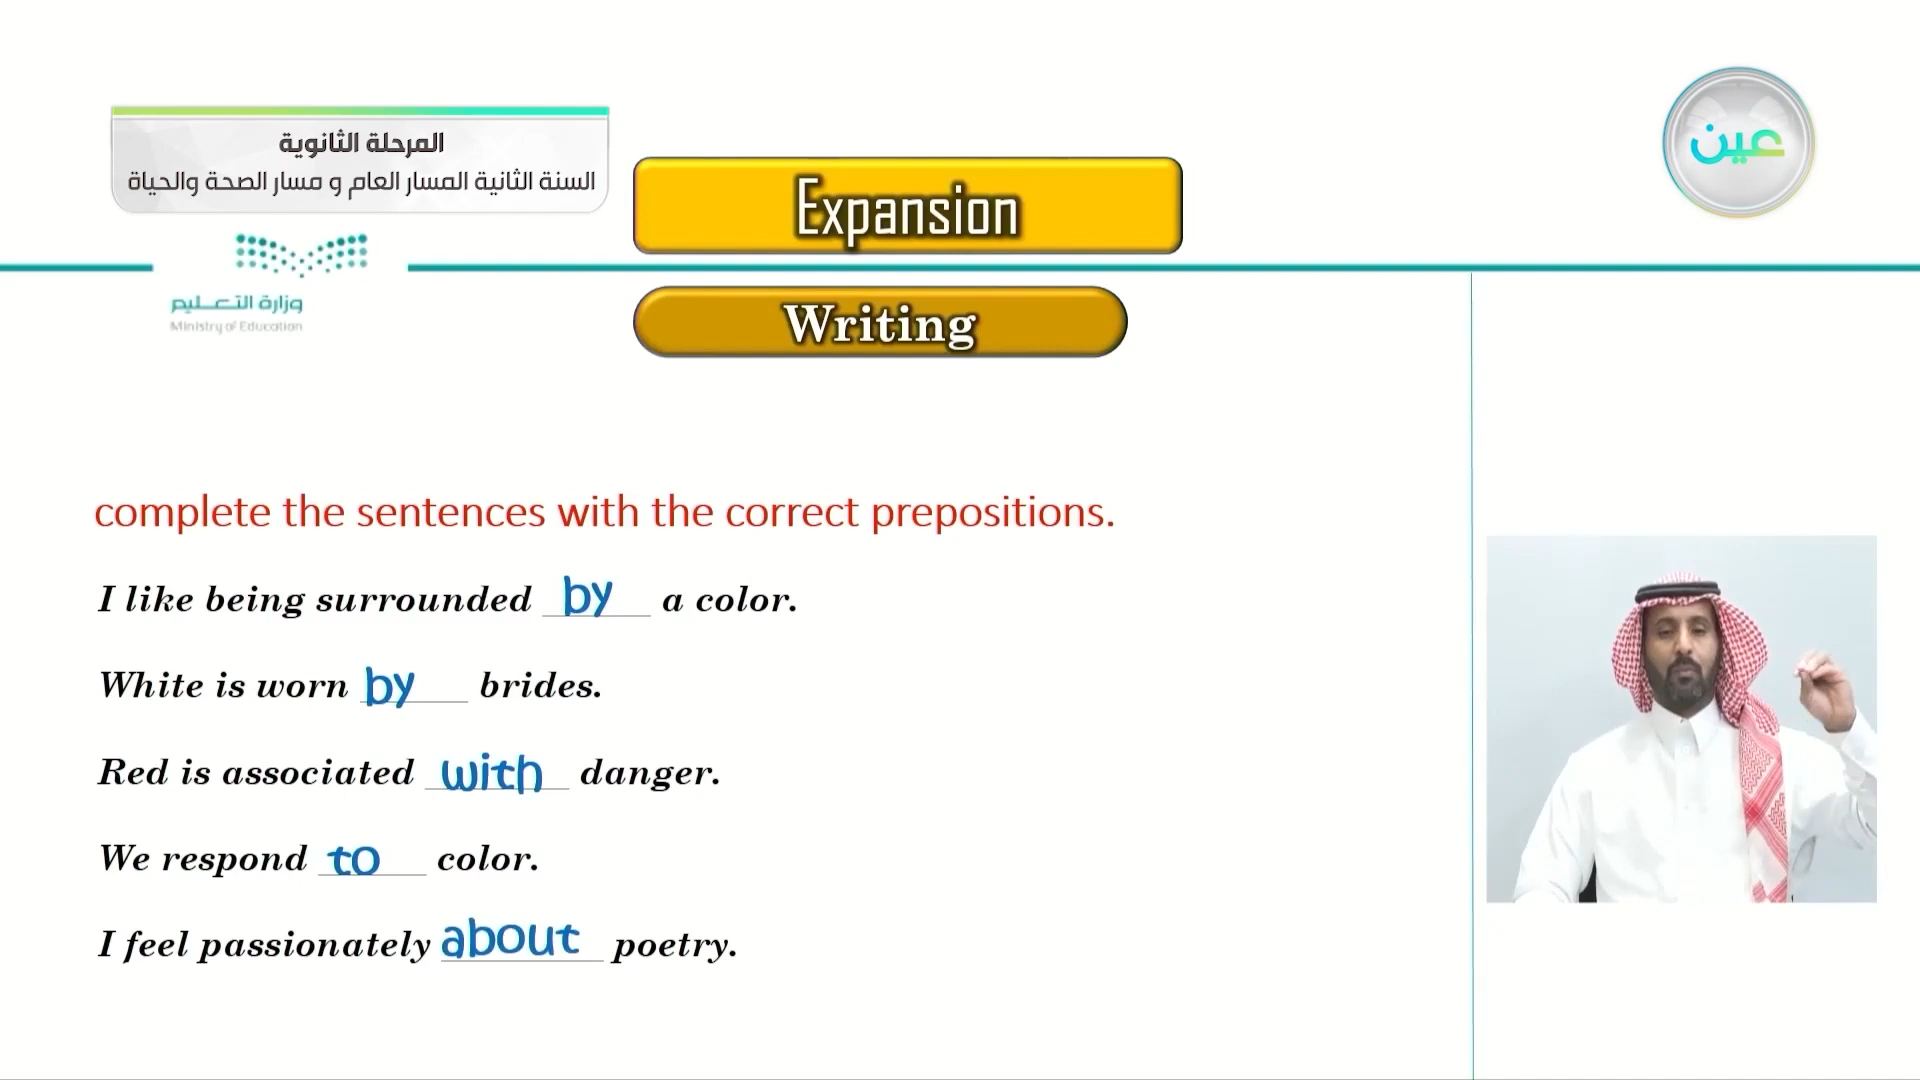 المرحلة الثانوية
السنة الثانية المسار العام و مسار الصحة والحياة
وزارة التعليم
Ministry of Education
عين
Expansion
Writing
complete the sentences with the correct prepositions.
I like being surrounded by a color.
White is worn by brides.
Red is associated with danger.
We respond to color.
I feel passionately about poetry.